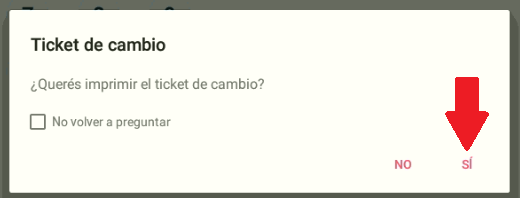 Ticket de cambio
¿Querés imprimir el ticket de cambio?
No volver a preguntar
NO SÍ